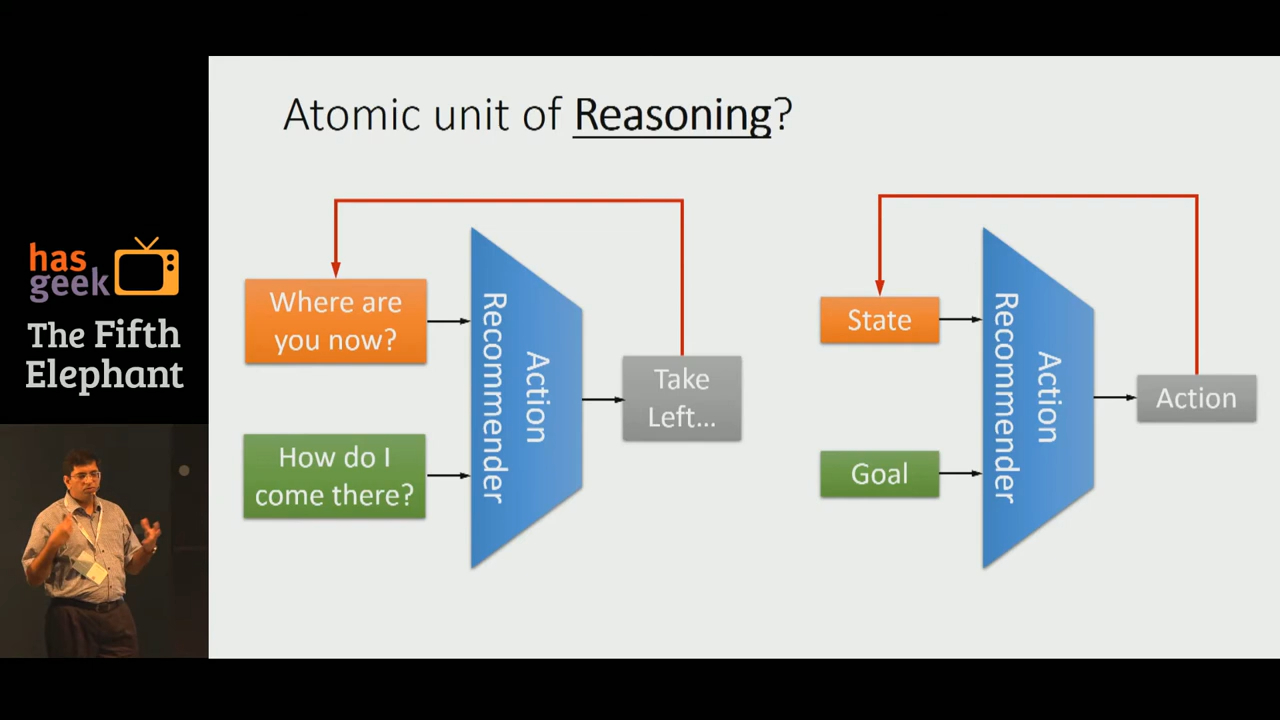 Atomic unit of Reasoning?
has
geek
The Fifth
Elephant
Where are
you now?
How do I
come there?
Action
Recommender
Take
Left...
State
Goal
Action
Recommender
Action